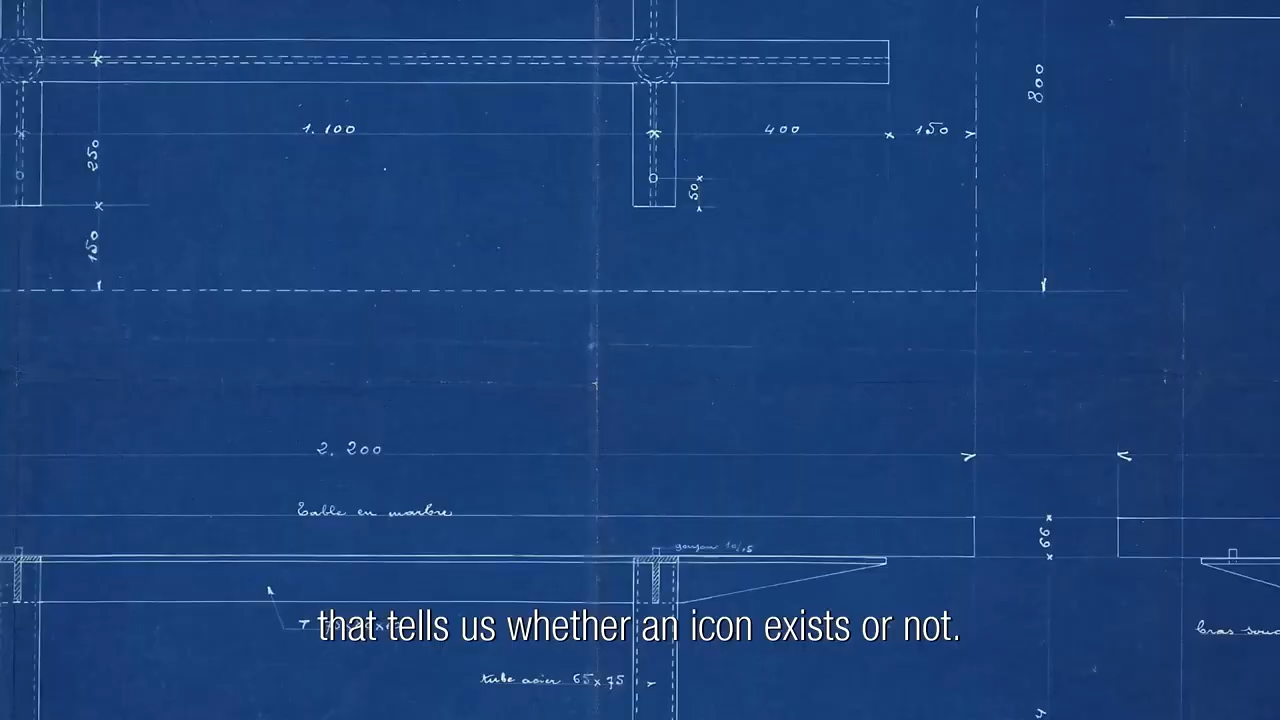 800
1.100
400
150
250
50
150
2.200
Table en marbre
66
goujon 10/15
that tells us whether an icon exists or not.
tube acier 65x75